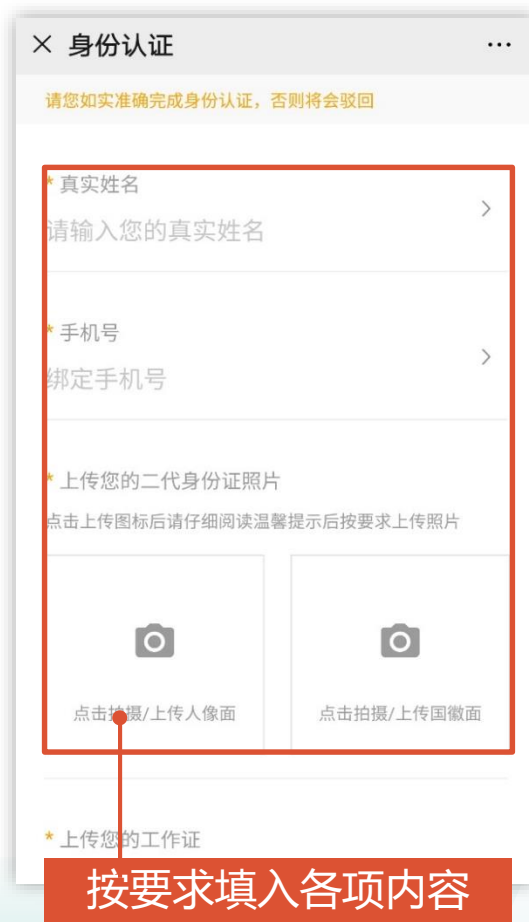 × 身份认证 ···
请您如实准确完成身份认证，否则将会驳回
* 真实姓名
请输入您的真实姓名
* 手机号
绑定手机号
* 上传您的二代身份证照片
点击上传图标后请仔细阅读温馨提示后按要求上传照片
点击拍摄/上传人像面 点击拍摄/上传国徽面
* 上传您的工作证
按要求填入各项内容